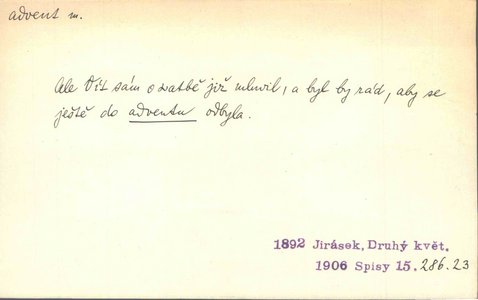 advent m.
Ale Vít sám o svatbě již mluvil, a byl by rád, aby se
ještě do adventu odbyla.
1892 Jirásek, Druhý květ.
1906 Spisy 15. 286.23